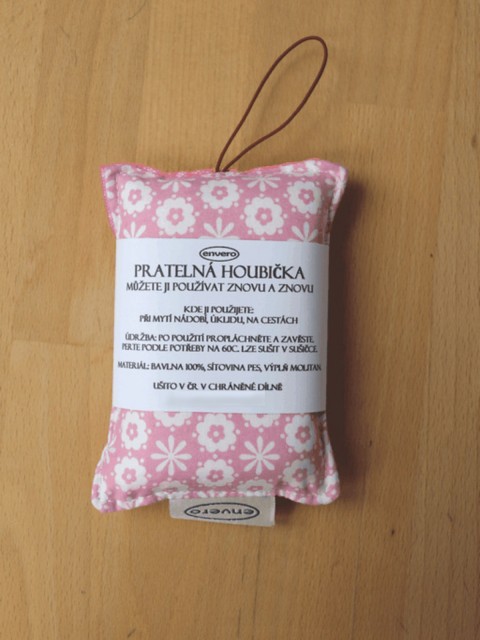 envero
PRATELNÁ HOUBIČKA
MŮŽETE JI POUŽÍVAT ZNOVU A ZNOVU
KDE JI POUŽIJETE:
PŘI MYTÍ NÁDOBÍ, ÚKLIDU, NA CESTÁCH
ÚDRŽBA: PO POUŽITÍ PROPLÁCHNĚTE A ZAVĚSTE.
PERTE PODLE POTŘEBY NA 60C. LZE SUŠIT V SUŠIČCE.
MATERIÁL: BAVLNA 100%, SÍŤOVINA PES, VÝPLŇ MOLITAN
UŠITO V ČR V CHRÁNĚNÉ DÍLNĚ
envero